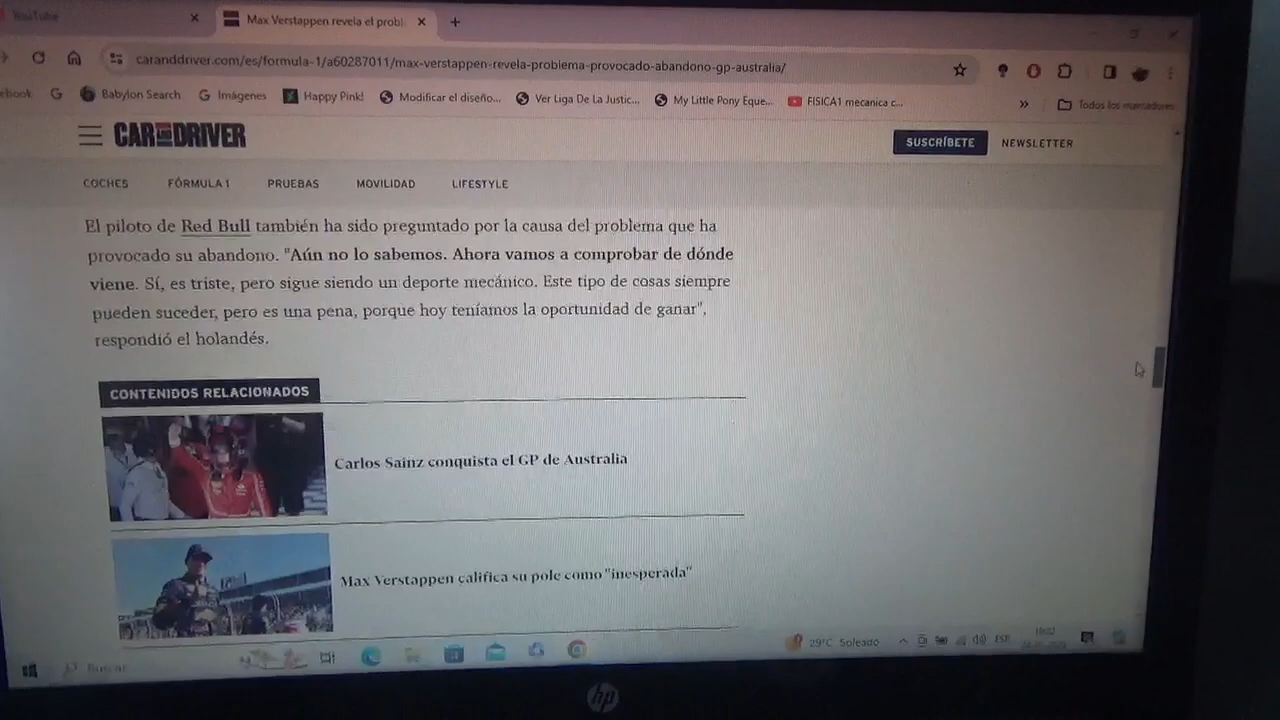 YouTube
Max Verstappen revela el probl
caranddriver.com/es/formula-1/a60287011/max-verstappen-revela-problema-provocado-abandono-gp-australia/
ebook
Babylon Search
Imágenes
Happy Pink!
Modificar el diseño...
Ver Liga De La Justic...
My Little Pony Eque...
FISICA1 mecanica c...
»
Todos los marcadores
CAR AND DRIVER
SUSCRÍBETE
NEWSLETTER
COCHES FÓRMULA 1 PRUEBAS MOVILIDAD LIFESTYLE
El piloto de Red Bull también ha sido preguntado por la causa del problema que ha
provocado su abandono. "Aún no lo sabemos. Ahora vamos a comprobar de dónde
viene. Sí, es triste, pero sigue siendo un deporte mecánico. Este tipo de cosas siempre
pueden suceder, pero es una pena, porque hoy teníamos la oportunidad de ganar",
respondió el holandés.
CONTENIDOS RELACIONADOS
Carlos Sainz conquista el GP de Australia
Max Verstappen califica su pole como "inesperada"
Buscar
29°C Soleado
ESP
hp